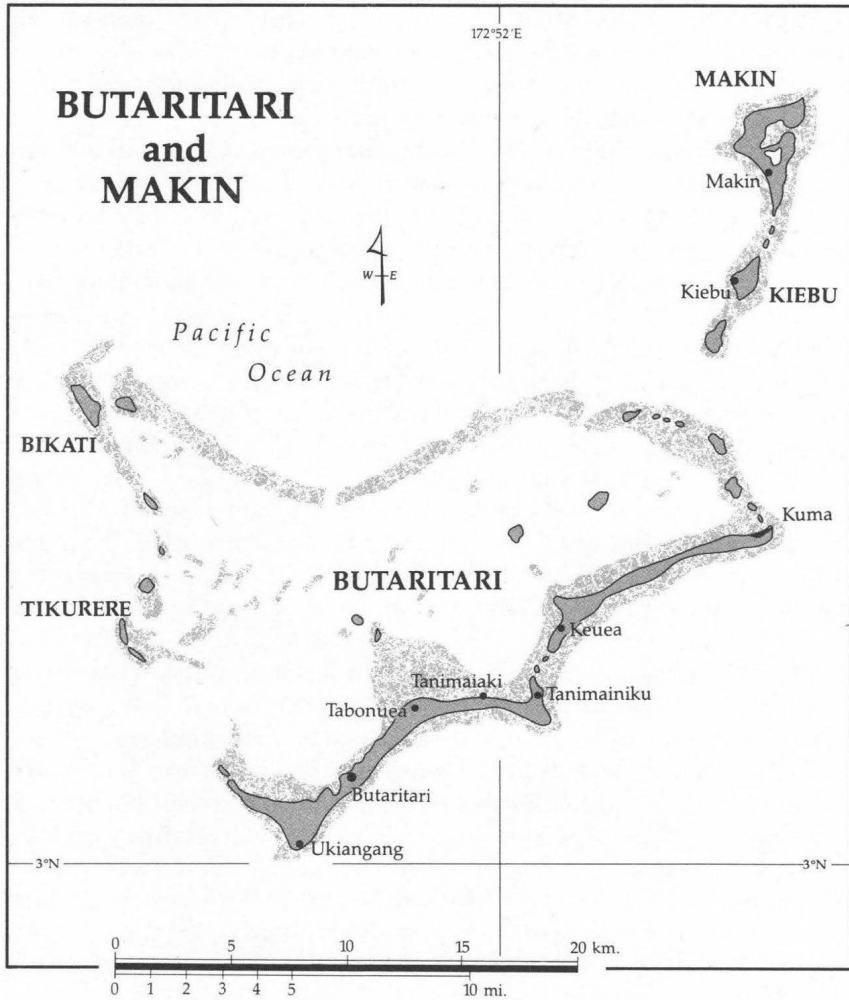 172°52′E
BUTARITARI
and
MAKIN
MAKIN
Makin
W E
Kiebu
KIEBU
Pacific
Ocean
BIKATI
Kuma
BUTARITARI
TIKURERE
Keuea
Tanimaiaki
Tanimainiku
Tabonuea
Butaritari
Ukiangang
3°N
3°N
0 5 10 15 20 km.
0 1 2 3 4 5 10 mi.